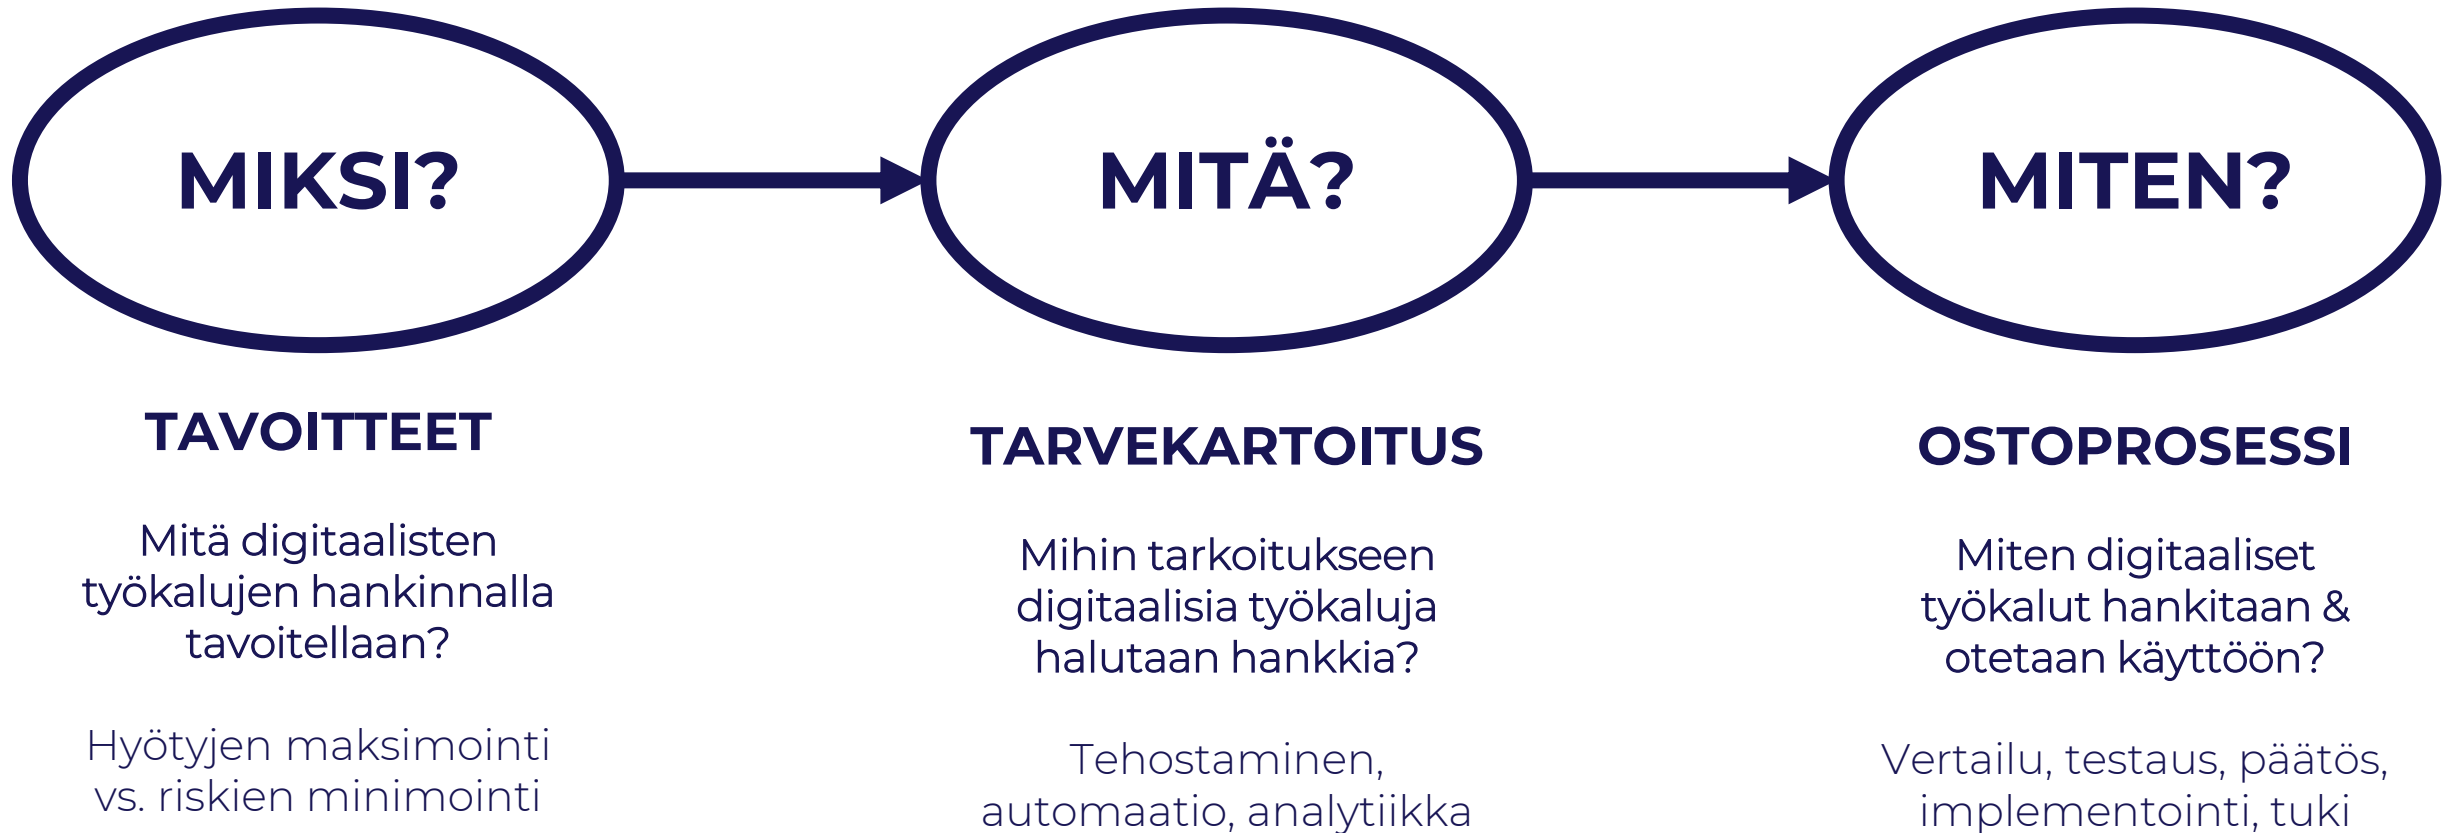 MIKSI?
MITÄ?
MITEN?
TAVOITTEET
Mitä digitaalisten
työkalujen hankinnalla
tavoitellaan?
Hyötyjen maksimointi
vs. riskien minimointi
TARVEKARTOITUS
Mihin tarkoitukseen
digitaalisia työkaluja
halutaan hankkia?
Tehostaminen,
automaatio, analytiikka
OSTOPROSESSI
Miten digitaaliset
työkalut hankitaan &
otetaan käyttöön?
Vertailu, testaus, päätös,
implementointi, tuki